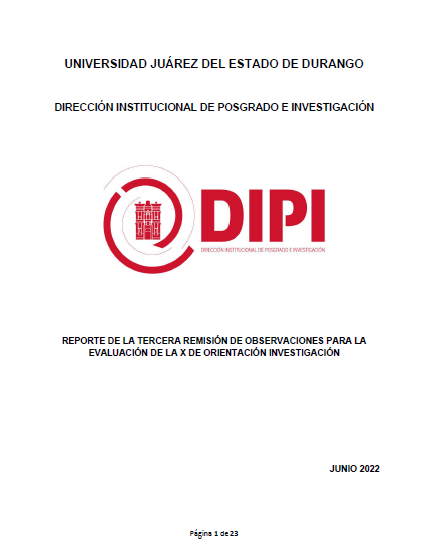 UNIVERSIDAD JUÁREZ DEL ESTADO DE DURANGO
DIRECCIÓN INSTITUCIONAL DE POSGRADO E INVESTIGACIÓN
DIPI
DIRECCIÓN INSTITUCIONAL DE POSGRADO E INVESTIGACIÓN
REPORTE DE LA TERCERA REMISIÓN DE OBSERVACIONES PARA LA
EVALUACIÓN DE LA X DE ORIENTACIÓN INVESTIGACIÓN
JUNIO 2022
Página 1 de 23